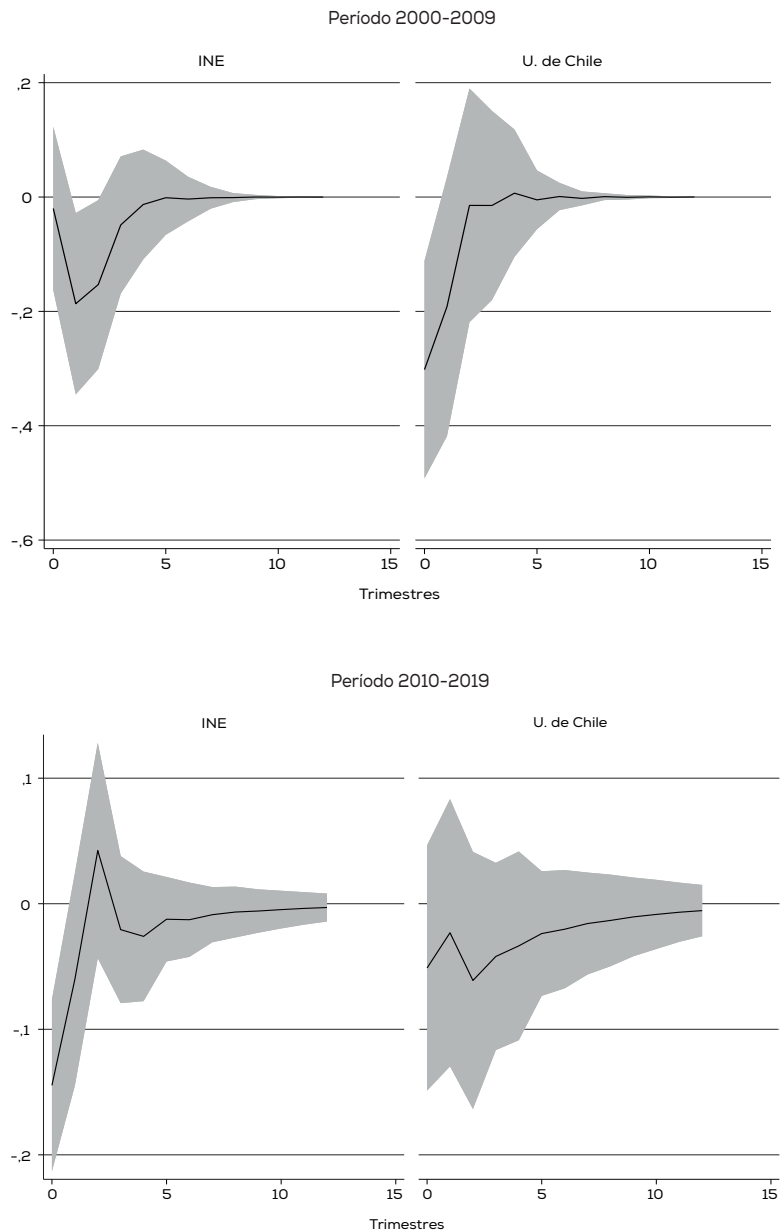 Período 2000-2009
INE
U. de Chile
,2
0
-,2
-,4
-,6
0 5 10 15
0 5 10 15
Trimestres
Período 2010-2019
INE
U. de Chile
,1
0
-,1
-,2
0 5 10 15
0 5 10 15
Trimestres